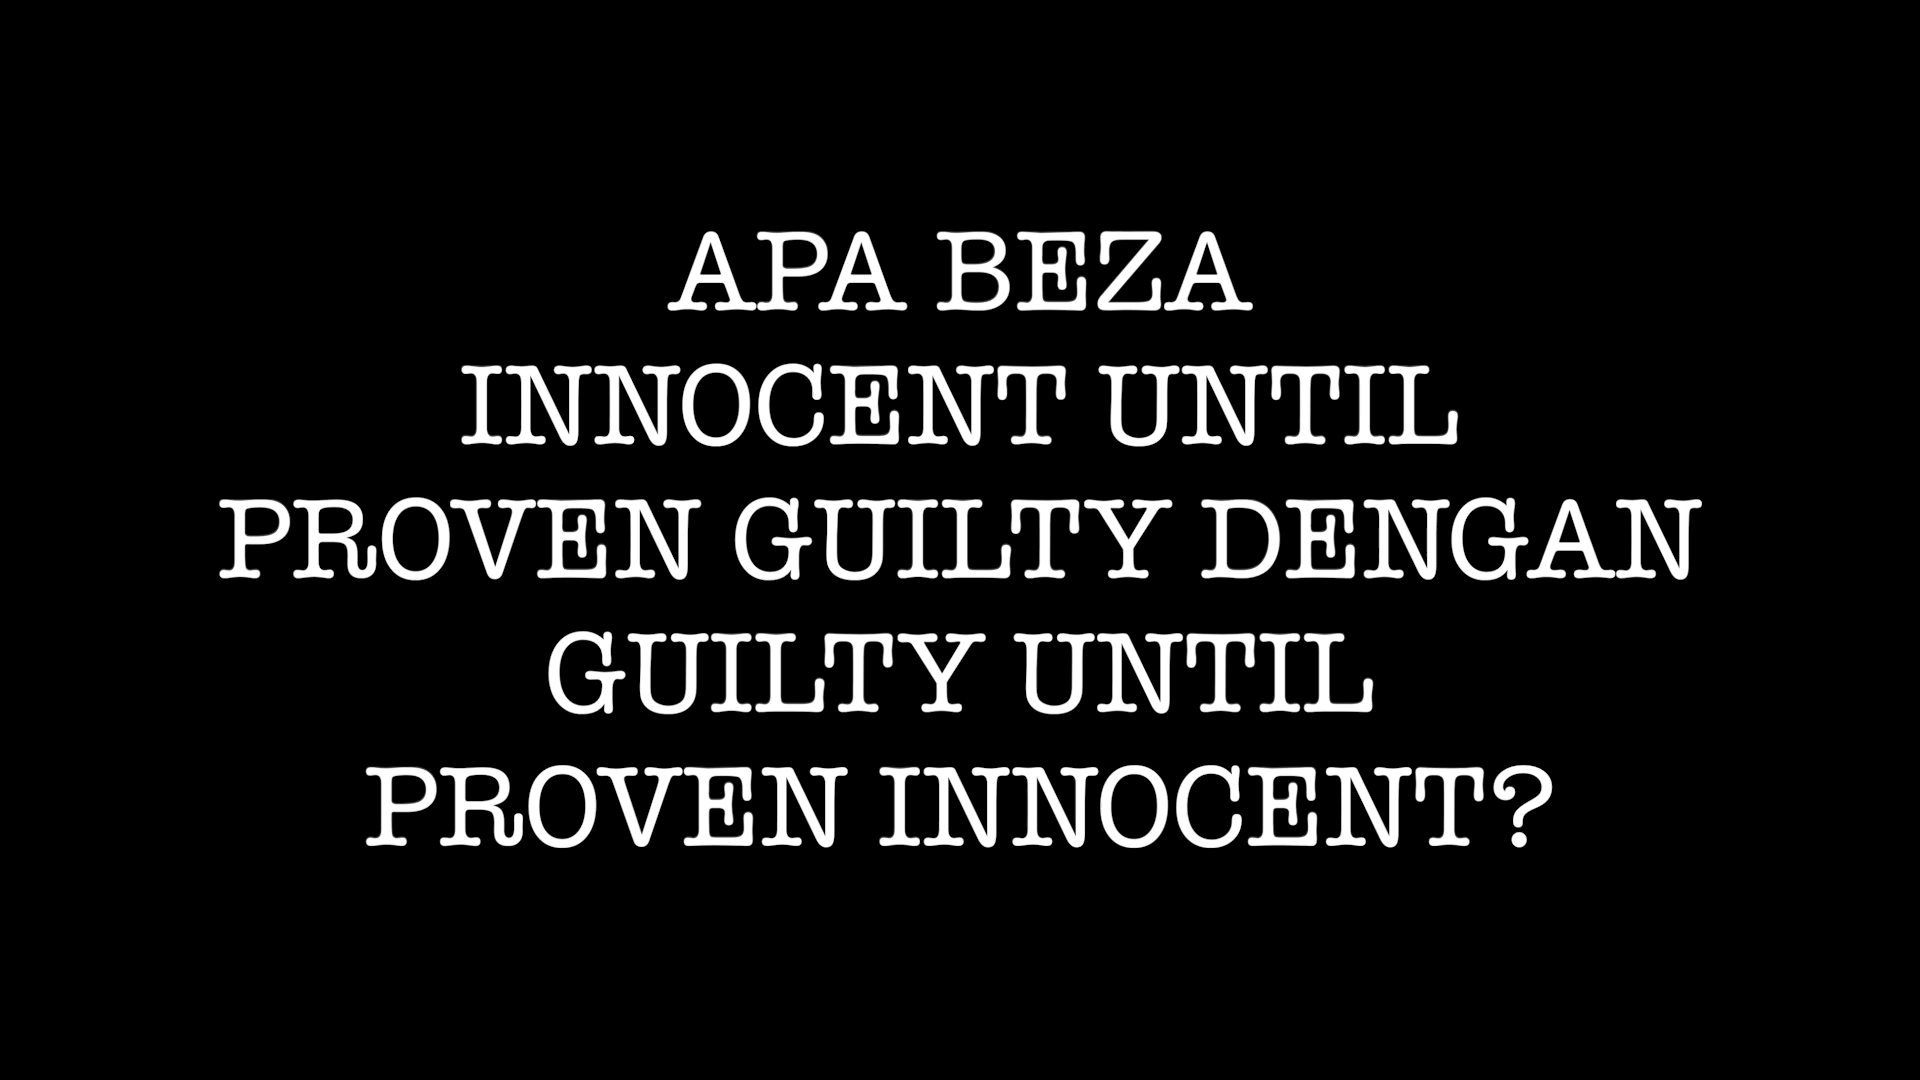 APA BEZA
INNOCENT UNTIL
PROVEN GUILTY DENGAN
GUILTY UNTIL
PROVEN INNOCENT?